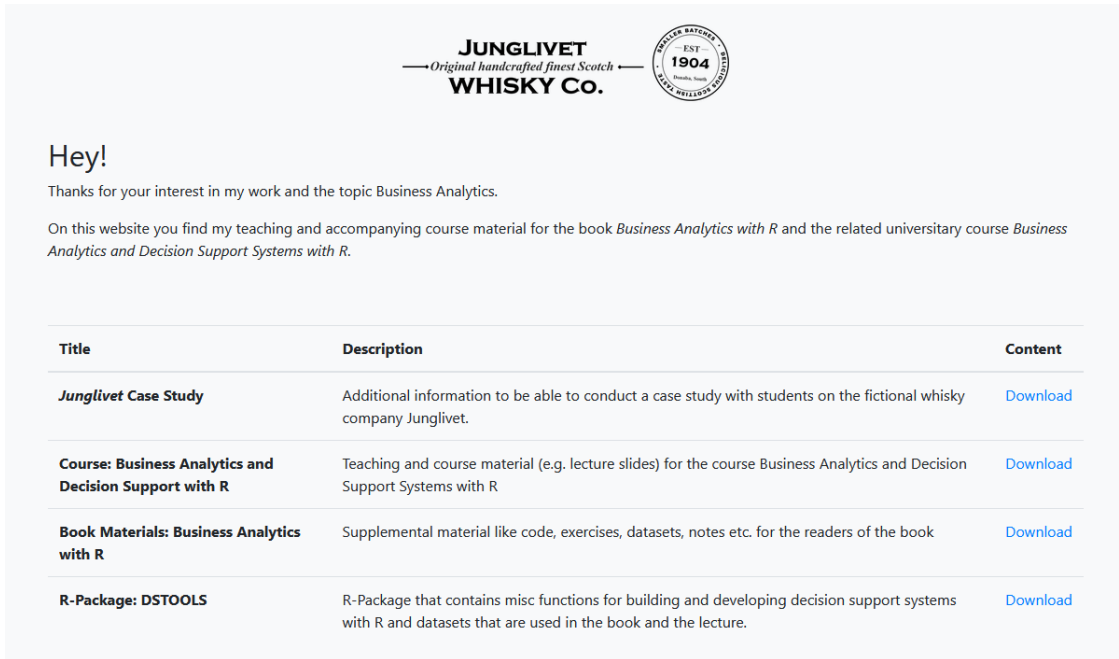 JUNGLIVET
Original handcrafted finest Scotch
WHISKY CO.
SMALLER BATCHES • DELICIOUS SCOTTISH TASTE
EST
1904
Hey!
Thanks for your interest in my work and the topic Business Analytics.
On this website you find my teaching and accompanying course material for the book Business Analytics with R and the related universitary course Business
Analytics and Decision Support Systems with R.
Title Description Content
Junglivet Case Study Additional information to be able to conduct a case study with students on the fictional whisky Download
company Junglivet.
Course: Business Analytics and Teaching and course material (e.g. lecture slides) for the course Business Analytics and Decision Download
Decision Support with R Support Systems with R
Book Materials: Business Analytics Supplemental material like code, exercises, datasets, notes etc. for the readers of the book Download
with R
R-Package: DSTOOLS R-Package that contains misc functions for building and developing decision support systems Download
with R and datasets that are used in the book and the lecture.